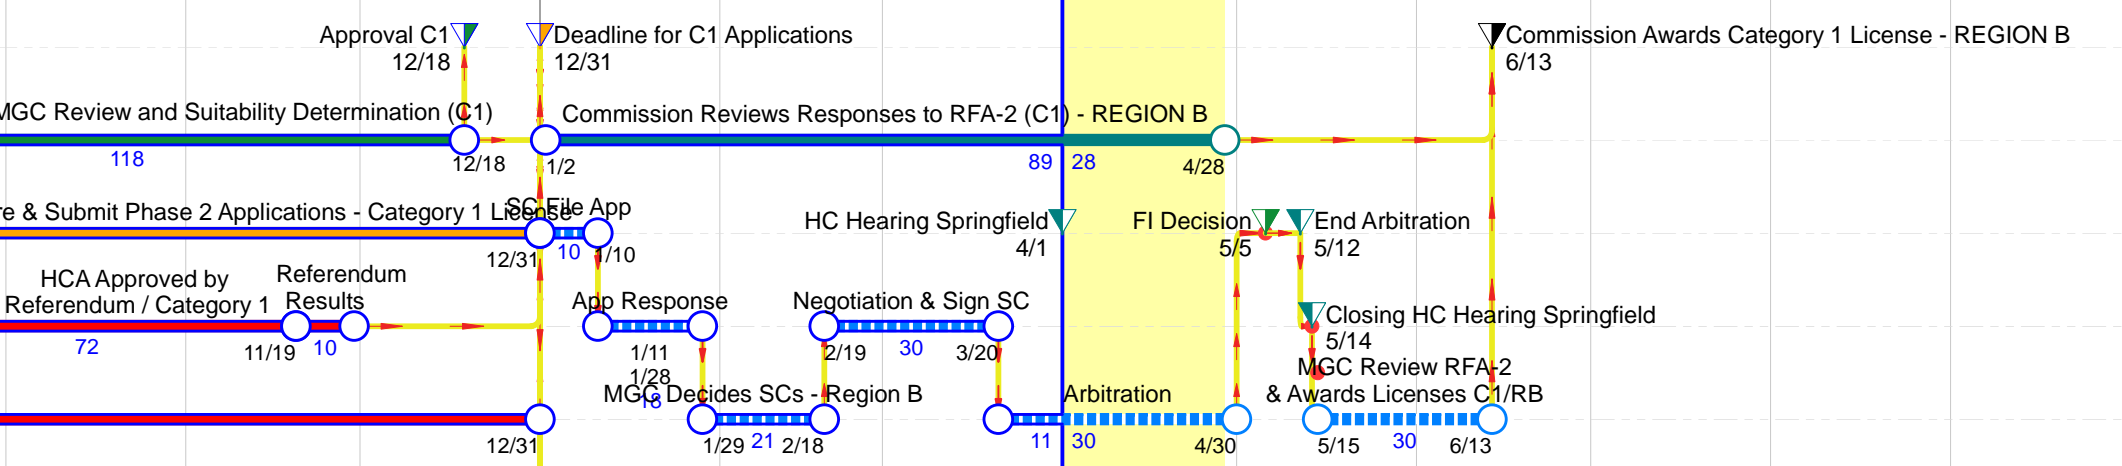 Approval C1
12/18
Deadline for C1 Applications
12/31
Commission Awards Category 1 License - REGION B
6/13
MGC Review and Suitability Determination (C1)
118
12/18
Commission Reviews Responses to RFA-2 (C1) - REGION B
1/2
89
28
4/28
re & Submit Phase 2 Applications - Category 1 License
12/31
SC File App
10
1/10
HC Hearing Springfield
4/1
FI Decision
5/5
End Arbitration
5/12
HCA Approved by
Referendum / Category 1
72
11/19
Referendum
Results
10
App Response
1/11
1/28
18
Negotiation & Sign SC
2/19
30
3/20
Closing HC Hearing Springfield
5/14
12/31
MGC Decides SCs - Region B
1/29
21
2/18
Arbitration
11
30
4/30
MGC Review RFA-2
& Awards Licenses C1/RB
5/15
30
6/13